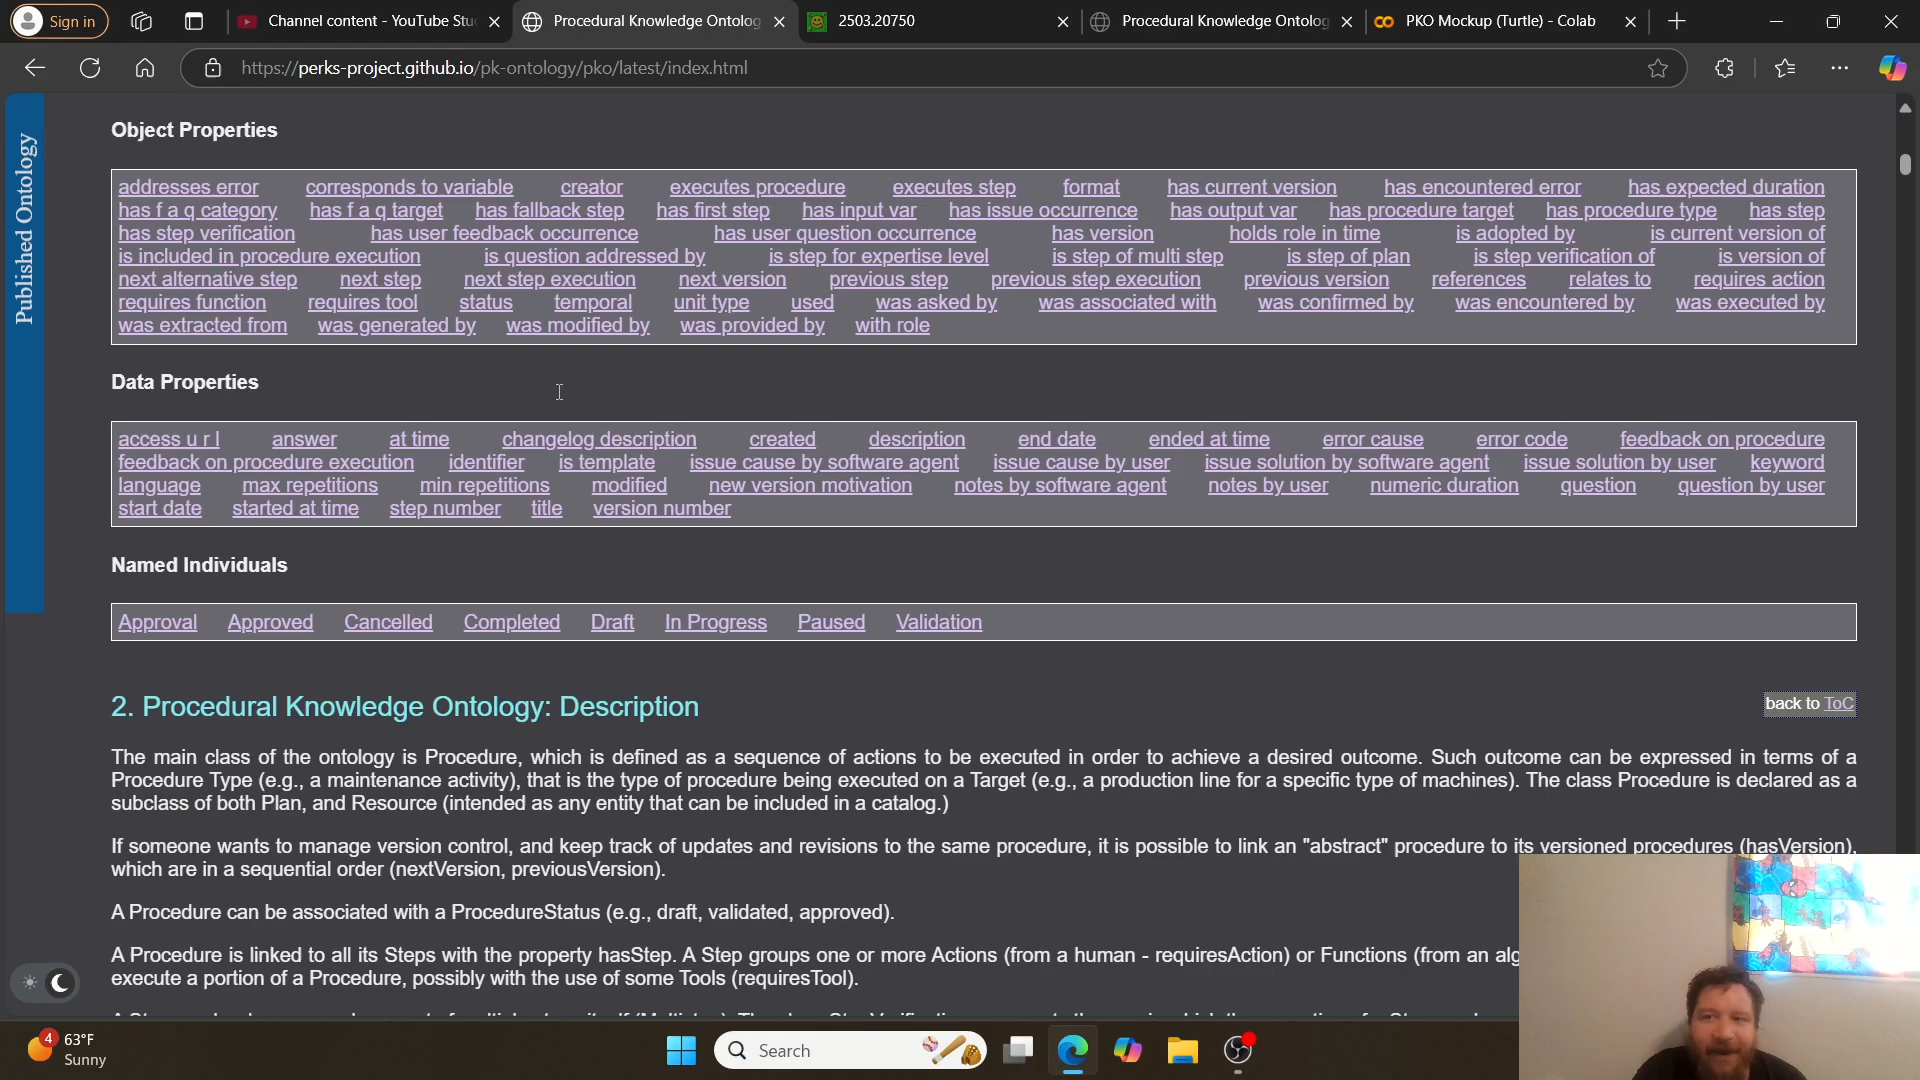 Sign in
Channel content - YouTube Stu
Procedural Knowledge Ontolog
2503.20750
Procedural Knowledge Ontolog
PKO Mockup (Turtle) - Colab
https://perks-project.github.io/pk-ontology/pko/latest/index.html
Published Ontology
Object Properties
addresses error corresponds to variable creator executes procedure executes step format has current version has encountered error has expected duration
has f a q category has f a q target has fallback step has first step has input var has issue occurrence has output var has procedure target has procedure type has step
has step verification has user feedback occurrence has user question occurrence has version holds role in time is adopted by is current version of
is included in procedure execution is question addressed by is step for expertise level is step of multi step is step of plan is step verification of is version of
next alternative step next step next step execution next version previous step previous step execution previous version references relates to requires action
requires function requires tool status temporal unit type used was asked by was associated with was confirmed by was encountered by was executed by
was extracted from was generated by was modified by was provided by with role
Data Properties
access u r l answer at time changelog description created description end date ended at time error cause error code feedback on procedure
feedback on procedure execution identifier is template issue cause by software agent issue cause by user issue solution by software agent issue solution by user keyword
language max repetitions min repetitions modified new version motivation notes by software agent notes by user numeric duration question question by user
start date started at time step number title version number
Named Individuals
Approval Approved Cancelled Completed Draft In Progress Paused Validation
2. Procedural Knowledge Ontology: Description
back to ToC
The main class of the ontology is Procedure, which is defined as a sequence of actions to be executed in order to achieve a desired outcome. Such outcome can be expressed in terms of a
Procedure Type (e.g., a maintenance activity), that is the type of procedure being executed on a Target (e.g., a production line for a specific type of machines). The class Procedure is declared as a
subclass of both Plan, and Resource (intended as any entity that can be included in a catalog.)
If someone wants to manage version control, and keep track of updates and revisions to the same procedure, it is possible to link an "abstract" procedure to its versioned procedures (hasVersion),
which are in a sequential order (nextVersion, previousVersion).
A Procedure can be associated with a ProcedureStatus (e.g., draft, validated, approved).
A Procedure is linked to all its Steps with the property hasStep. A Step groups one or more Actions (from a human - requiresAction) or Functions (from an alg
execute a portion of a Procedure, possibly with the use of some Tools (requiresTool).
4
63°F
Sunny
Search